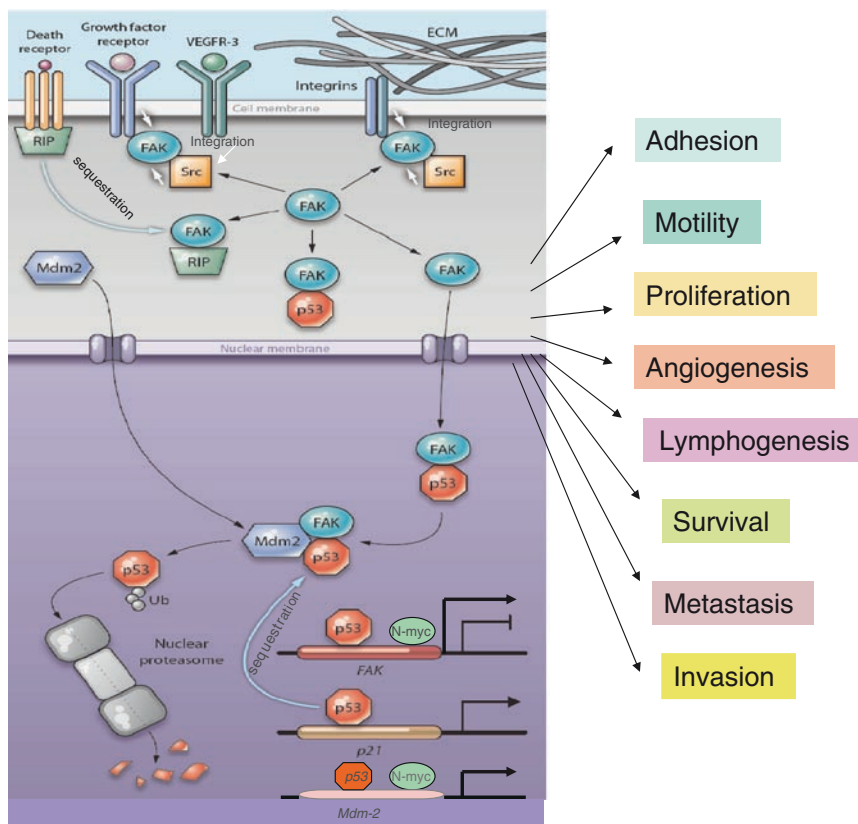 Death
receptor
Growth factor
receptor
VEGFR-3
ECM
Integrins
Cell membrane
RIP
FAK
Src
Integration
FAK
Src
Integration
sequestration
FAK
FAK
RIP
Mdm2
FAK
p53
FAK
Nuclear membrane
FAK
p53
Mdm2
FAK
p53
p53
Ub
Nuclear
proteasome
sequestration
p53
N-myc
FAK
p53
p21
p53
N-myc
Mdm-2
Adhesion
Motility
Proliferation
Angiogenesis
Lymphogenesis
Survival
Metastasis
Invasion